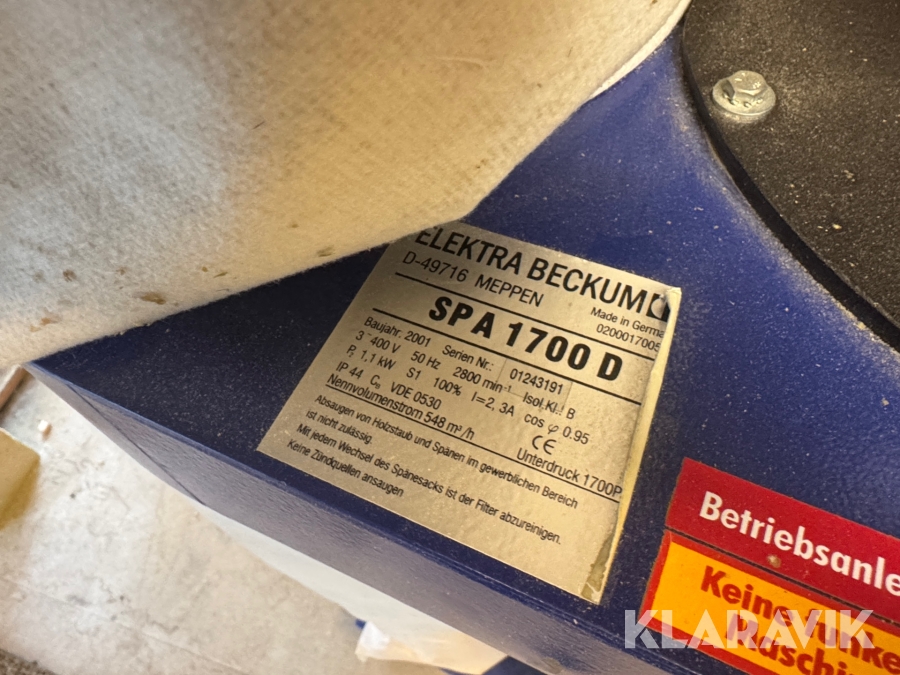 ELEKTRA BECKUM
D-49716 MEPPEN
Made in Germa
0200017005
SPA 1700 D
Baujahr. 2001 Serien Nr.: 01243191
3~400 V 50 Hz 2800 min⁻¹ Isol.Kl.: B
P₁ 1,1 kW S1 100% I=2, 3A cos φ 0.95
IP 44 VDE 0530 CE
Nennvolumenstrom 548 m³/h Unterdruck 1700P
Absaugen von Holzstaub und Spänen im gewerblichen Bereich
ist nicht zulässig.
Mit jedem Wechsel des Spänesacks ist der Filter abzureinigen.
Keine Zündquellen ansaugen
Betriebsanle
Keine Funke
KLARAVIK